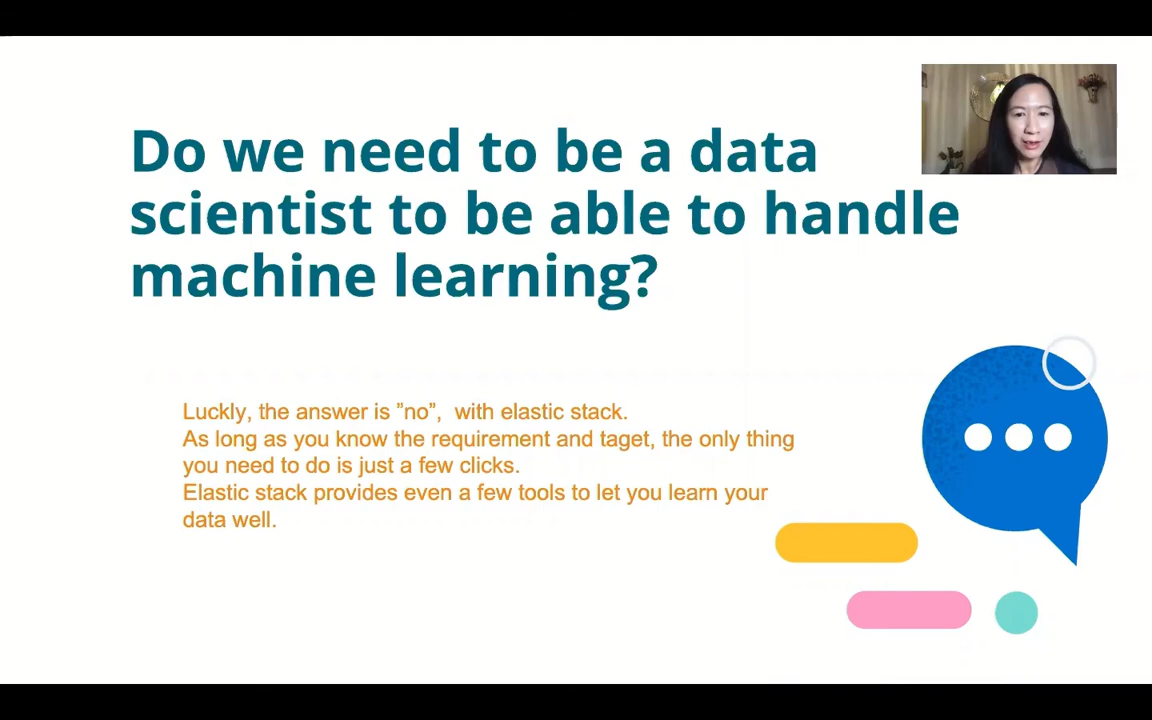 Do we need to be a data
scientist to be able to handle
machine learning?
Luckly, the answer is ”no”,  with elastic stack.
As long as you know the requirement and taget, the only thing
you need to do is just a few clicks.
Elastic stack provides even a few tools to let you learn your
data well.